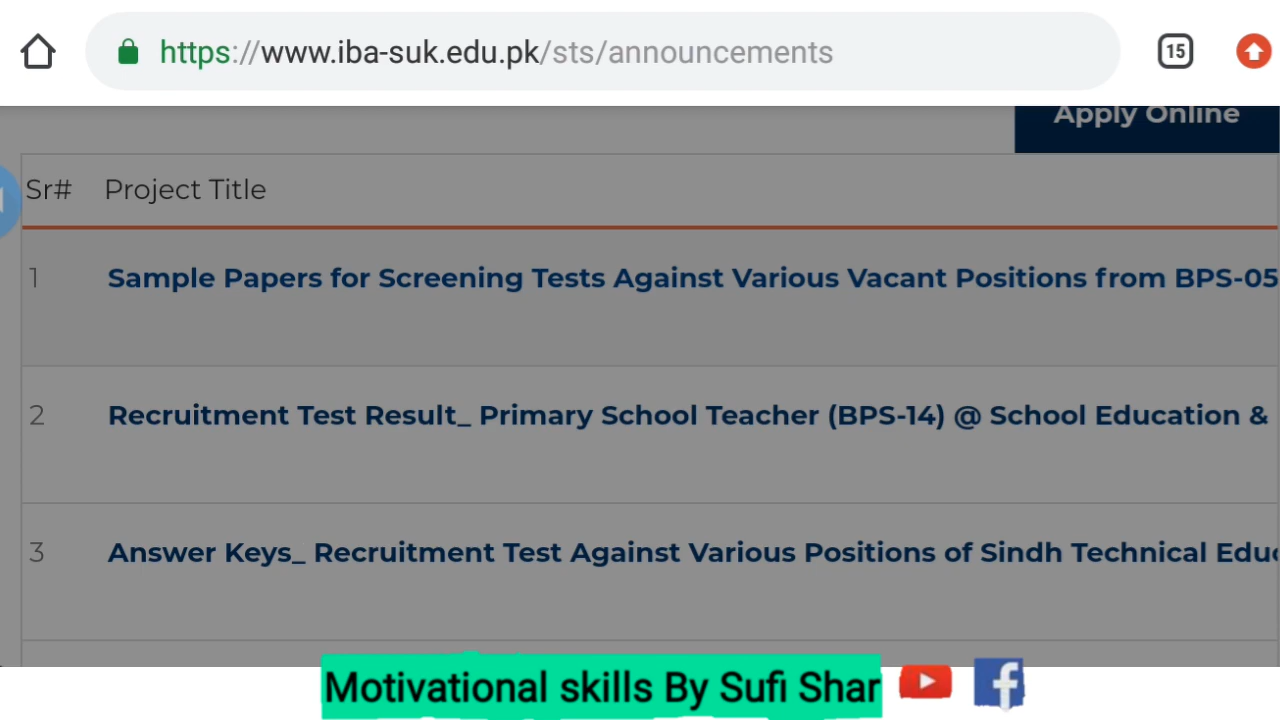 https://www.iba-suk.edu.pk/sts/announcements
15
Apply Online
Sr# Project Title
1 Sample Papers for Screening Tests Against Various Vacant Positions from BPS-05
2 Recruitment Test Result_ Primary School Teacher (BPS-14) @ School Education &
3 Answer Keys_ Recruitment Test Against Various Positions of Sindh Technical Educ
Motivational skills By Sufi Shar